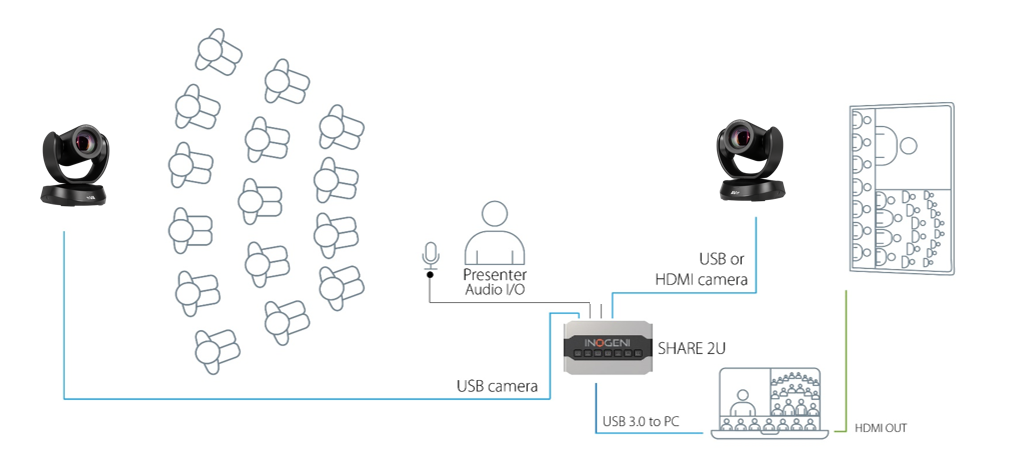 USB or
HDMI camera
Presenter
Audio I/O
INOGENI
SHARE 2U
USB camera
USB 3.0 to PC
HDMI OUT